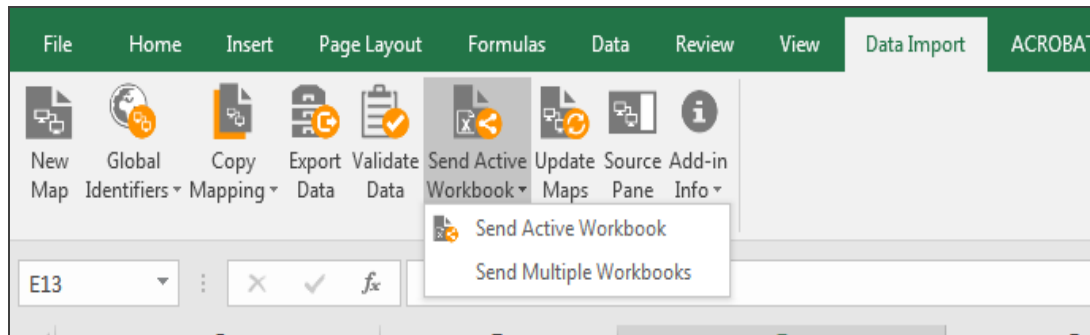 File Home Insert Page Layout Formulas Data Review View Data Import ACROBAT
New Global Copy Export Validate Send Active Update Source Add-in
Map Identifiers Mapping Data Data Workbook Maps Pane Info
Send Active Workbook
Send Multiple Workbooks
E13 fx